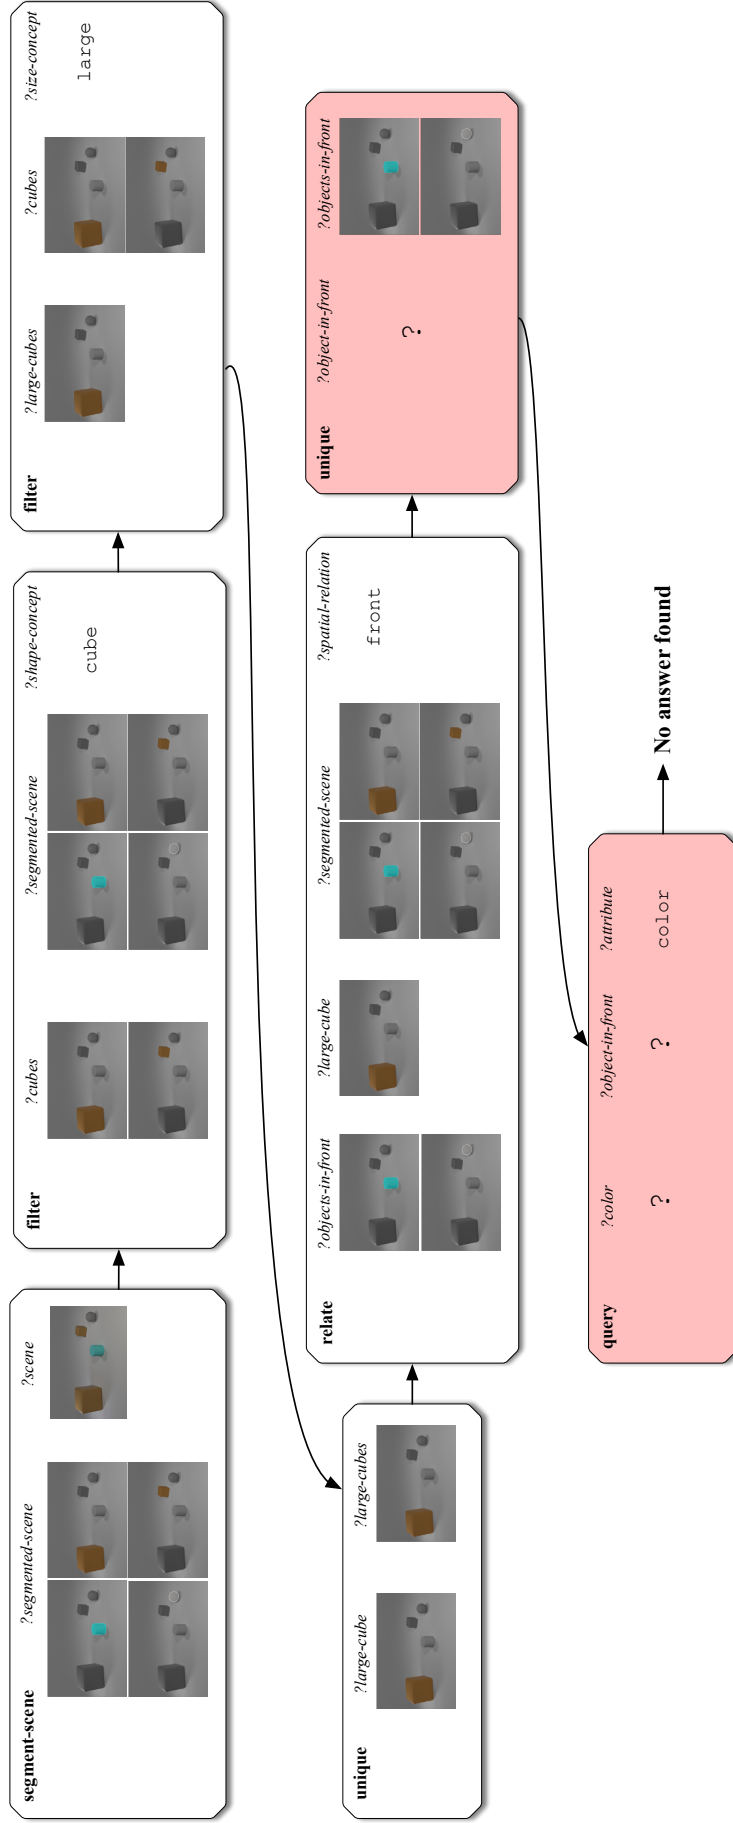 segment-scene
?segmented-scene
?scene
filter
?cubes
?segmented-scene
?shape-concept
cube
filter
?large-cubes
?cubes
?size-concept
large
unique
?large-cube
?large-cubes
relate
?objects-in-front
?large-cube
?segmented-scene
?spatial-relation
front
unique
?object-in-front
?objects-in-front
?
query
?color
?object-in-front
?attribute
?
?
color
No answer found